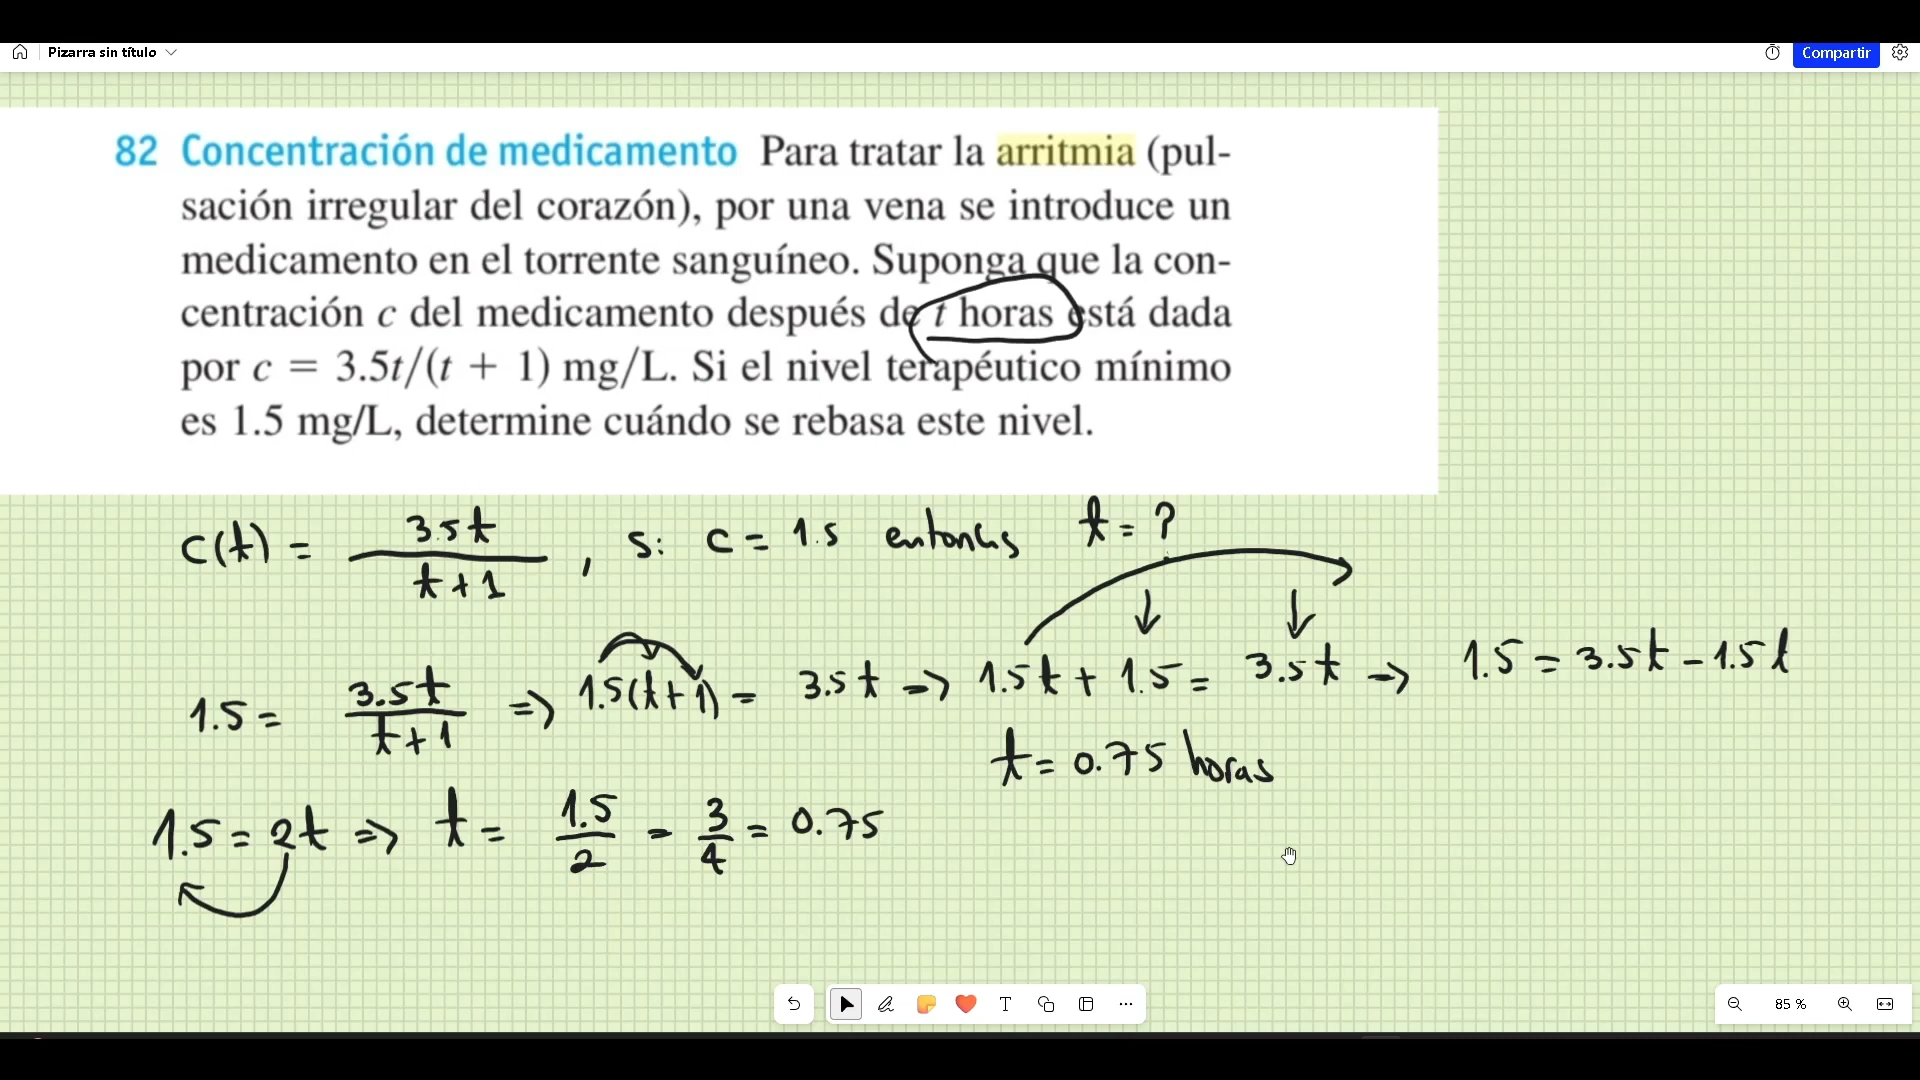 Pizarra sin título
Compartir
82 Concentración de medicamento Para tratar la arritmia (pul-
sación irregular del corazón), por una vena se introduce un
medicamento en el torrente sanguíneo. Suponga que la con-
centración c del medicamento después de t horas está dada
por c = 3.5t/(t + 1) mg/L. Si el nivel terapéutico mínimo
es 1.5 mg/L, determine cuándo se rebasa este nivel.
c(t) = 3.5t / t + 1 , si c = 1.5 entonces t = ?
1.5 = 3.5t / t + 1 => 1.5(t + 1) = 3.5t => 1.5t + 1.5 = 3.5t => 1.5 = 3.5t - 1.5t
t = 0.75 horas
1.5 = 2t => t = 1.5 / 2 = 3 / 4 = 0.75
T
85 %